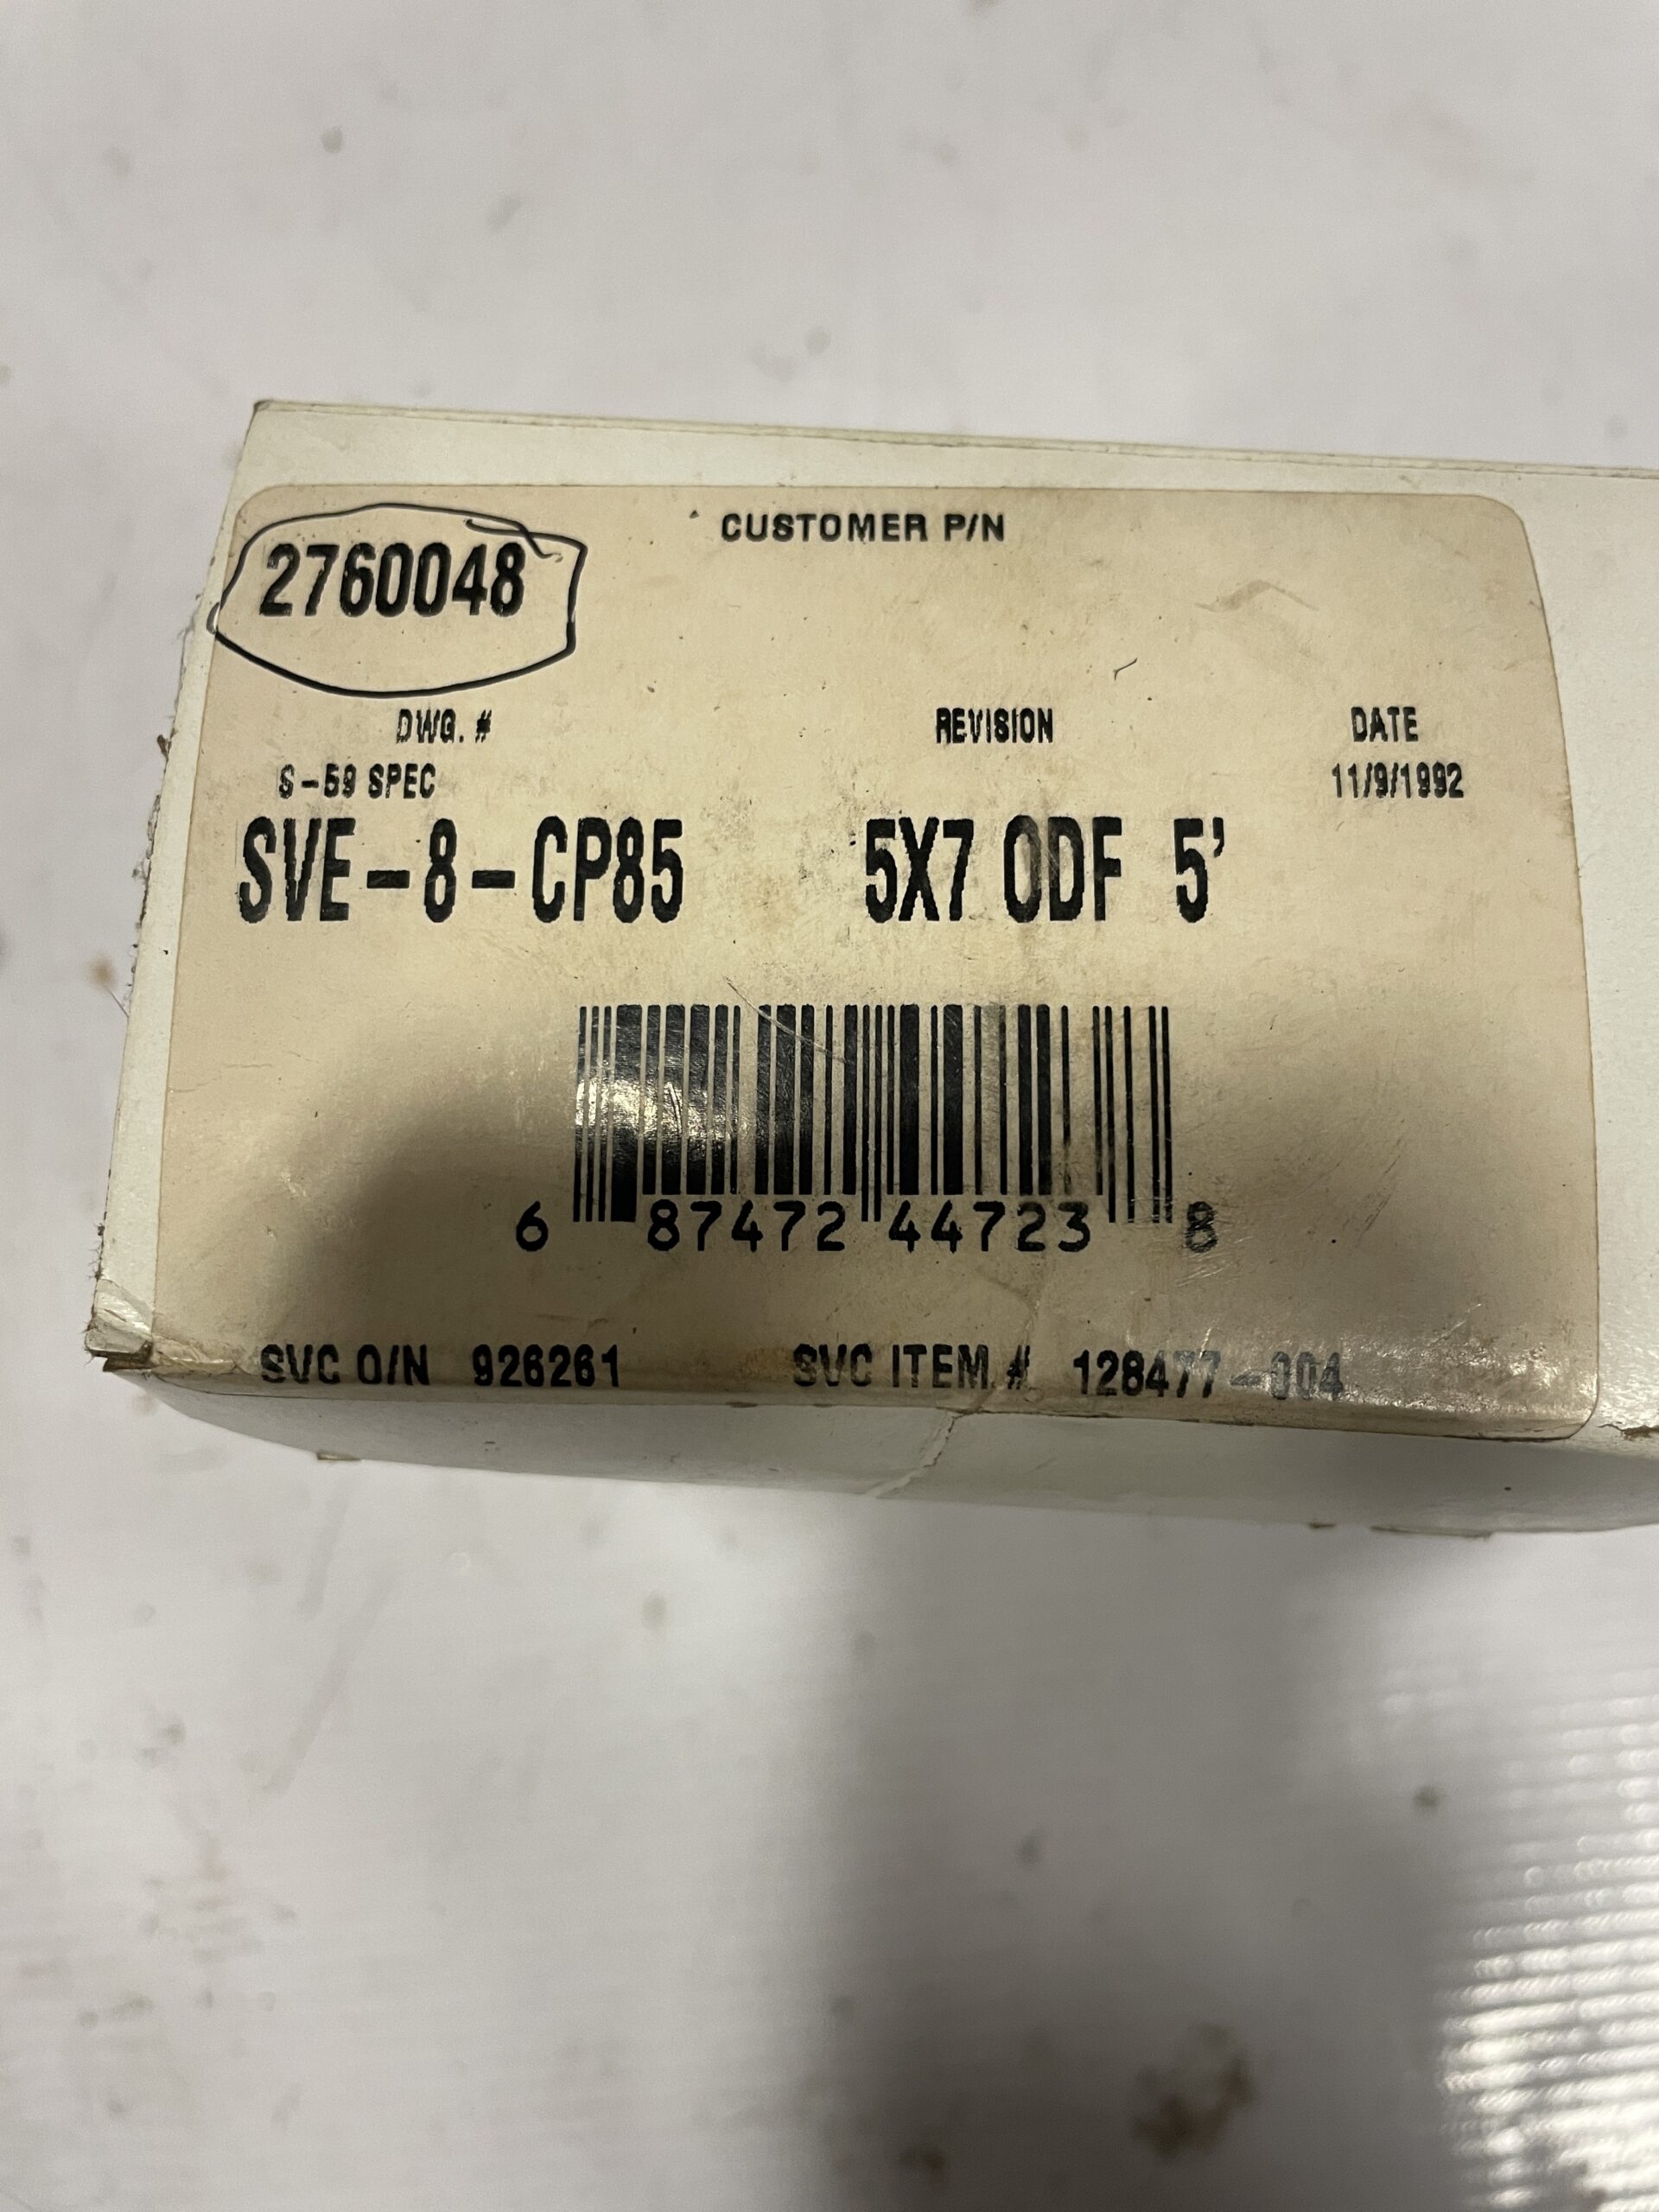 CUSTOMER P/N
2760048
DWG. # REVISION DATE
S-59 SPEC 11/9/1992
SVE-8-CP85 5X7 ODF 5'
6 87472 44723 8
SVC O/N 926261 SVC ITEM # 128477-004